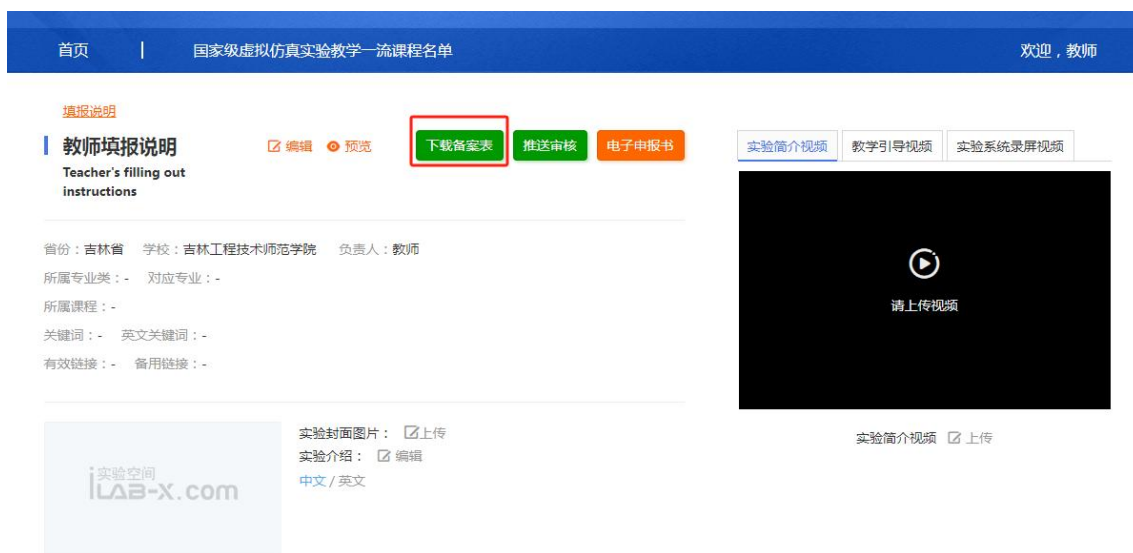 首页 | 国家级虚拟仿真实验教学一流课程名单 欢迎，教师
填报说明
教师填报说明 编辑 预览 下载备案表 推送审核 电子申报书
Teacher's filling out
instructions
实验简介视频 教学引导视频 实验系统录屏视频
省份：吉林省 学校：吉林工程技术师范学院 负责人：教师
所属专业类：- 对应专业：-
所属课程：-
关键词：- 英文关键词：-
有效链接：- 备用链接：-
请上传视频
实验简介视频 上传
实验封面图片： 上传
实验介绍： 编辑
中文 / 英文
实验空间
iLAB-X.com